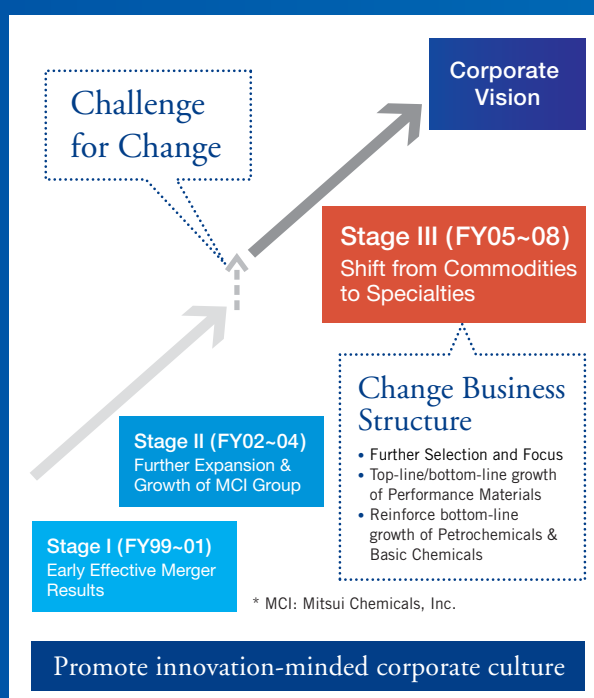 Corporate
Vision
Challenge
for Change
Stage III (FY05~08)
Shift from Commodities
to Specialties
Change Business
Structure
• Further Selection and Focus
• Top-line/bottom-line growth
of Performance Materials
• Reinforce bottom-line
growth of Petrochemicals &
Basic Chemicals
Stage II (FY02~04)
Further Expansion &
Growth of MCI Group
Stage I (FY99~01)
Early Effective Merger
Results
* MCI: Mitsui Chemicals, Inc.
Promote innovation-minded corporate culture